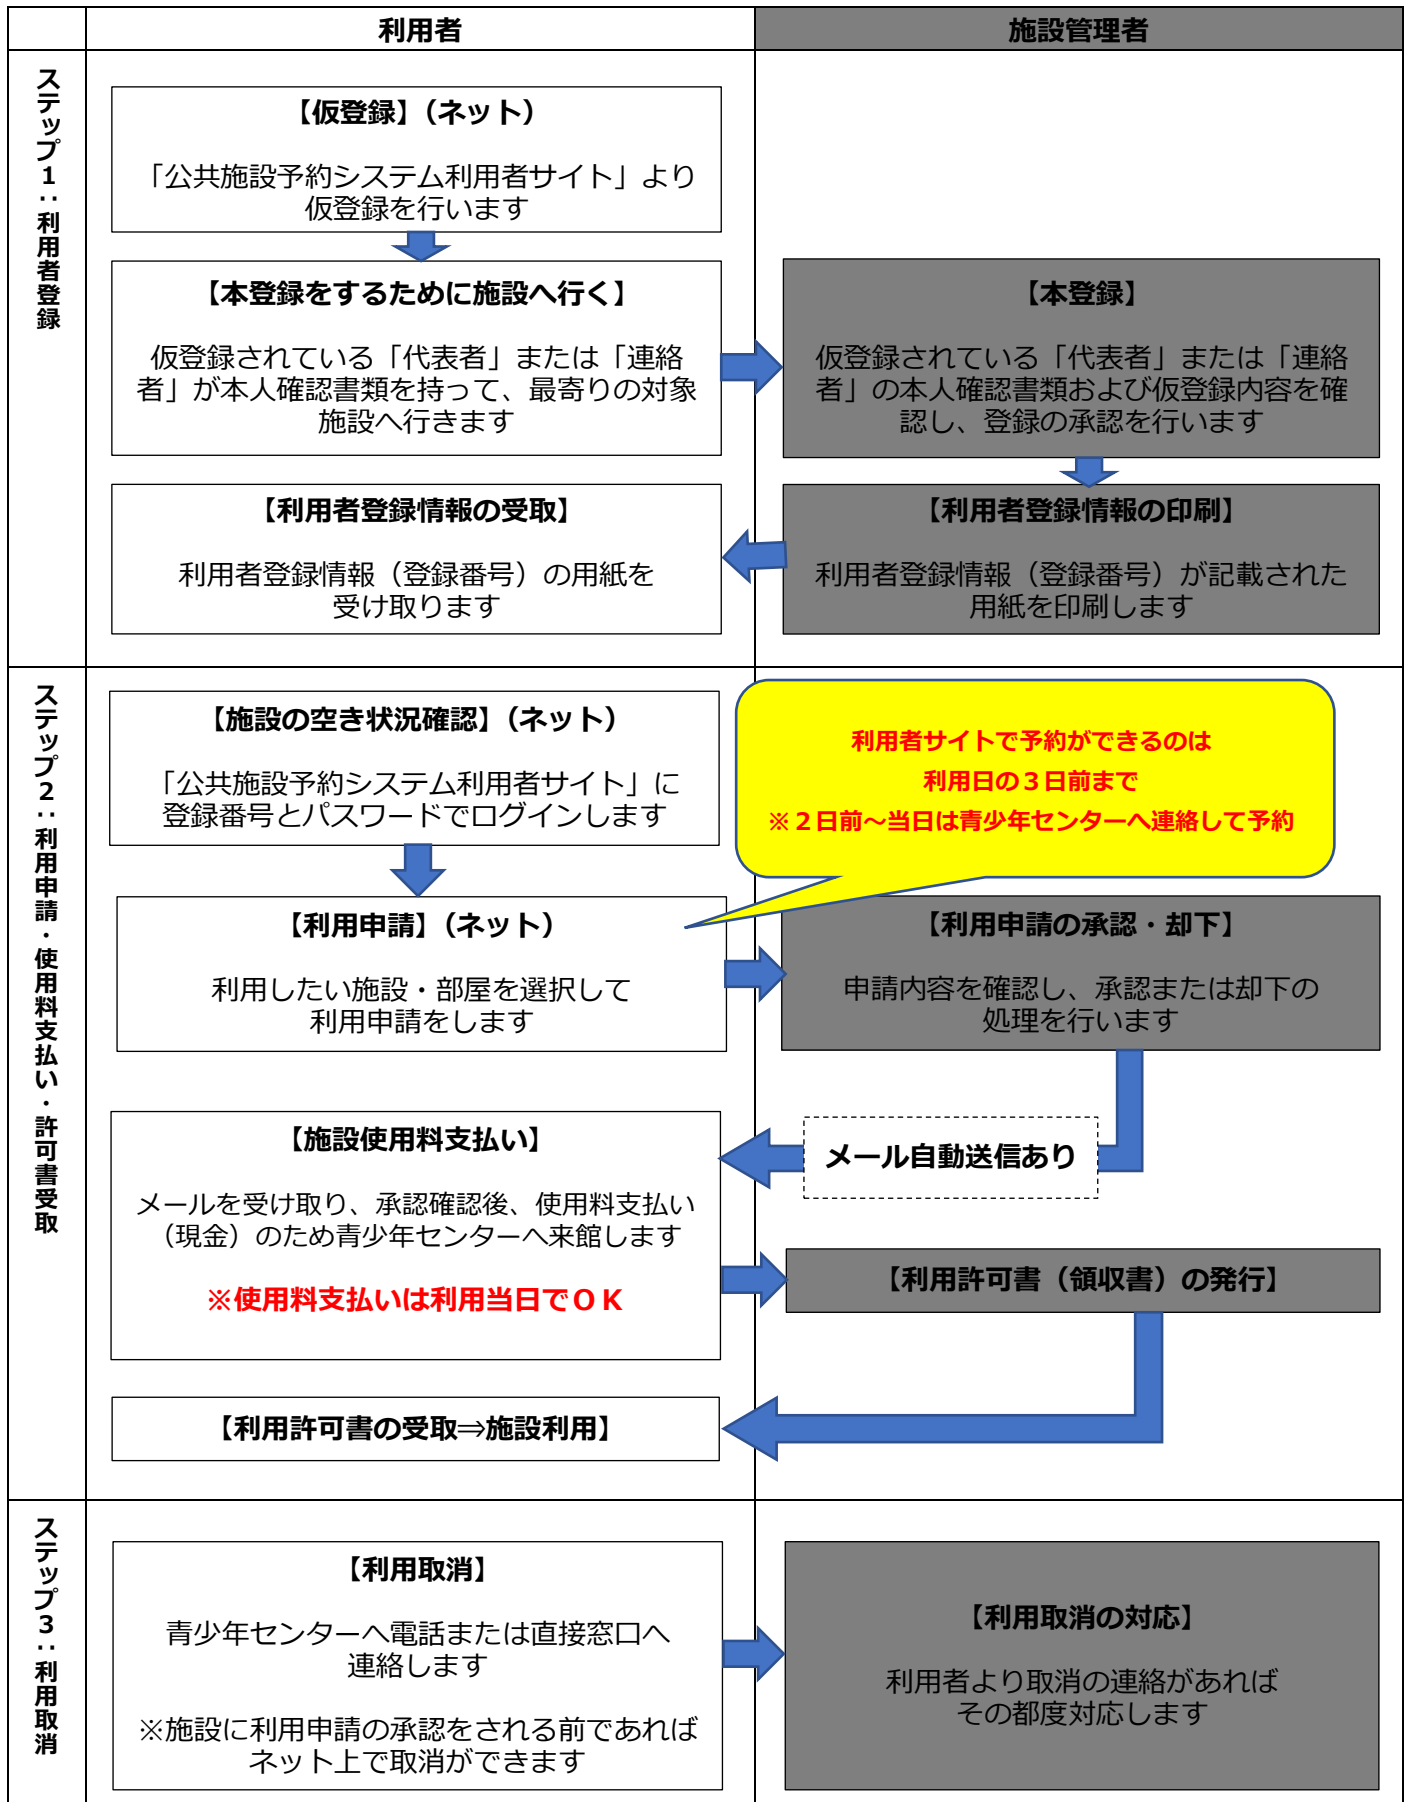 利用者
施設管理者
ステップ1：利用者登録
【仮登録】（ネット）
「公共施設予約システム利用者サイト」より
仮登録を行います
【本登録をするために施設へ行く】
仮登録されている「代表者」または「連絡
者」が本人確認書類を持って、最寄りの対象
施設へ行きます
【本登録】
仮登録されている「代表者」または「連絡
者」の本人確認書類および仮登録内容を確
認し、登録の承認を行います
【利用者登録情報の印刷】
利用者登録情報（登録番号）が記載された
用紙を印刷します
【利用者登録情報の受取】
利用者登録情報（登録番号）の用紙を
受け取ります
ステップ2：利用申請・使用料支払い・許可書受取
【施設の空き状況確認】（ネット）
「公共施設予約システム利用者サイト」に
登録番号とパスワードでログインします
利用者サイトで予約ができるのは
利用日の３日前まで
※２日前～当日は青少年センターへ連絡して予約
【利用申請】（ネット）
利用したい施設・部屋を選択して
利用申請をします
【利用申請の承認・却下】
申請内容を確認し、承認または却下の
処理を行います
メール自動送信あり
【施設使用料支払い】
メールを受け取り、承認確認後、使用料支払い
（現金）のため青少年センターへ来館します
※使用料支払いは利用当日でＯＫ
【利用許可書（領収書）の発行】
【利用許可書の受取⇒施設利用】
ステップ3：利用取消
【利用取消】
青少年センターへ電話または直接窓口へ
連絡します
※施設に利用申請の承認をされる前であれば
ネット上で取消ができます
【利用取消の対応】
利用者より取消の連絡があれば
その都度対応します